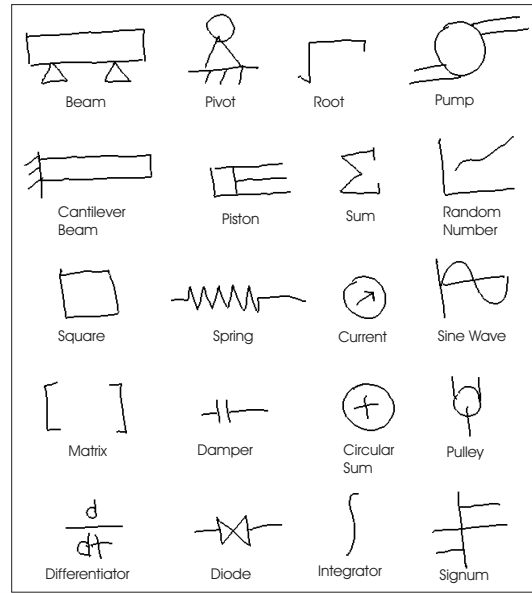 Beam Pivot Root Pump
Cantilever
Beam
Piston Sum Random
Number
Square Spring Current Sine Wave
Matrix Damper Circular
Sum
Pulley
d
dt
Differentiator Diode Integrator Signum